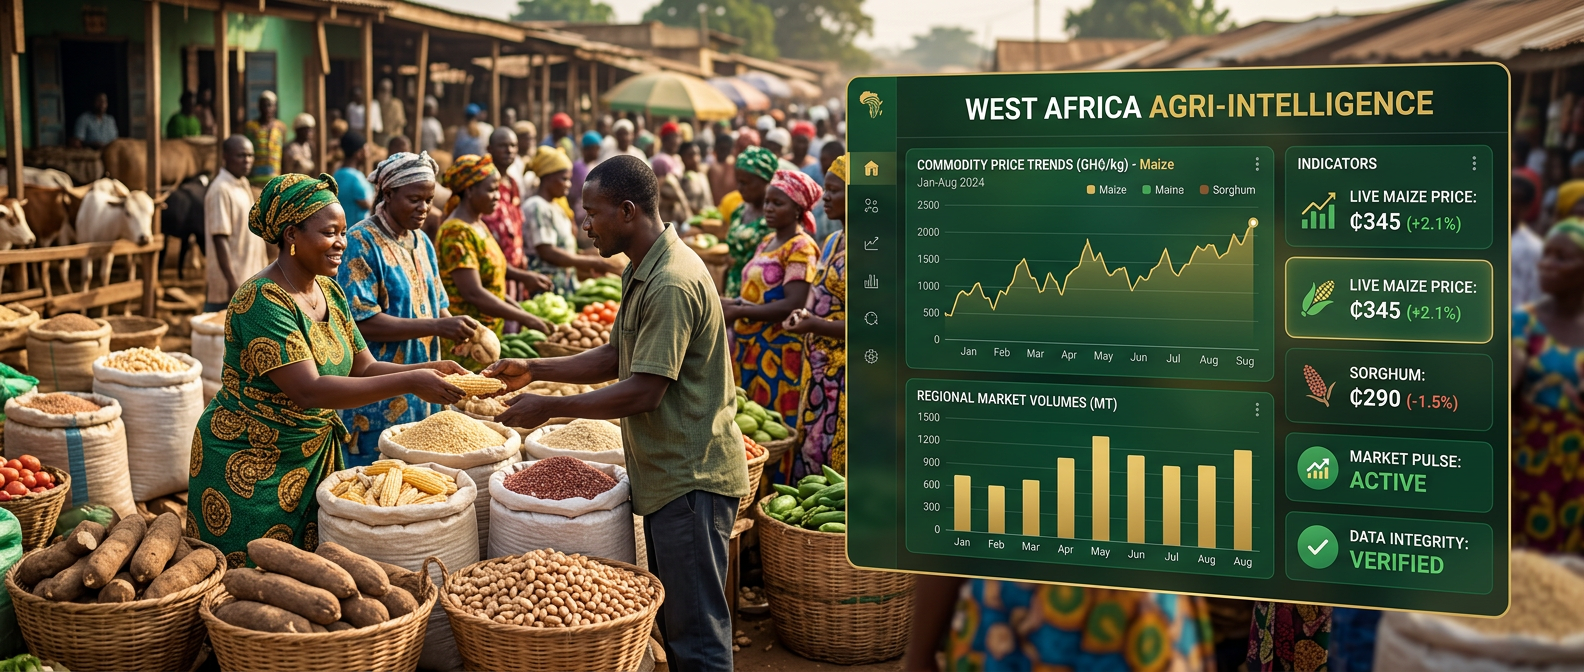 WEST AFRICA AGRI-INTELLIGENCE
COMMODITY PRICE TRENDS (GH₵/kg) - Maize
Jan-Aug 2024
Maize Maina Sorghum
2500
2000
1500
1000
500
0
Jan Feb Mar Apr May Jun Jul Aug Sug
REGIONAL MARKET VOLUMES (MT)
1500
1200
900
600
300
0
Jan Feb Mar Apr May Jun Jul Aug Aug
INDICATORS
LIVE MAIZE PRICE:
₵345 (+2.1%)
LIVE MAIZE PRICE:
₵345 (+2.1%)
SORGHUM:
₵290 (-1.5%)
MARKET PULSE:
ACTIVE
DATA INTEGRITY:
VERIFIED